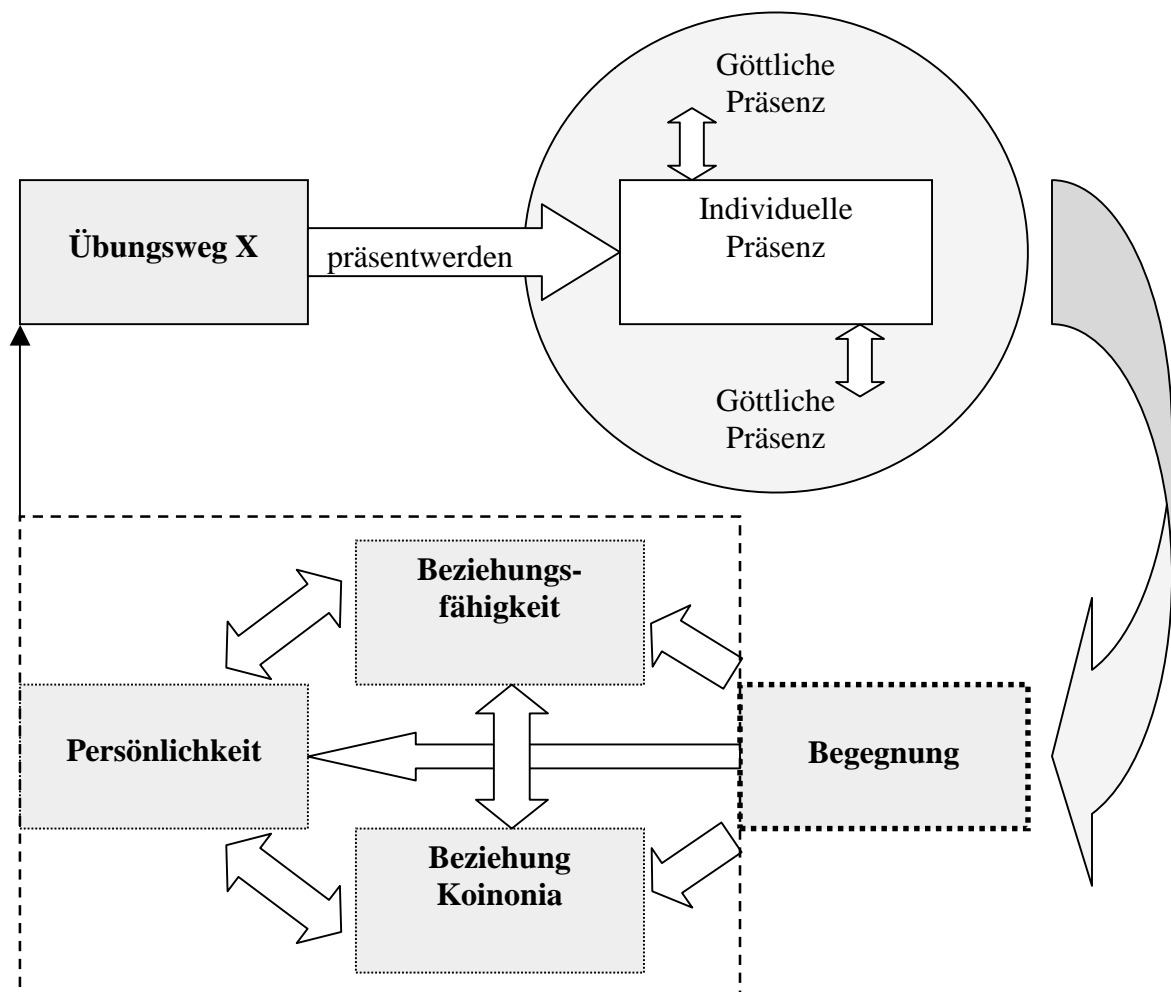 Göttliche
Präsenz
Übungsweg X
präsentwerden
Individuelle
Präsenz
Göttliche
Präsenz
Beziehungs-
fähigkeit
Persönlichkeit
Begegnung
Beziehung
Koinonia